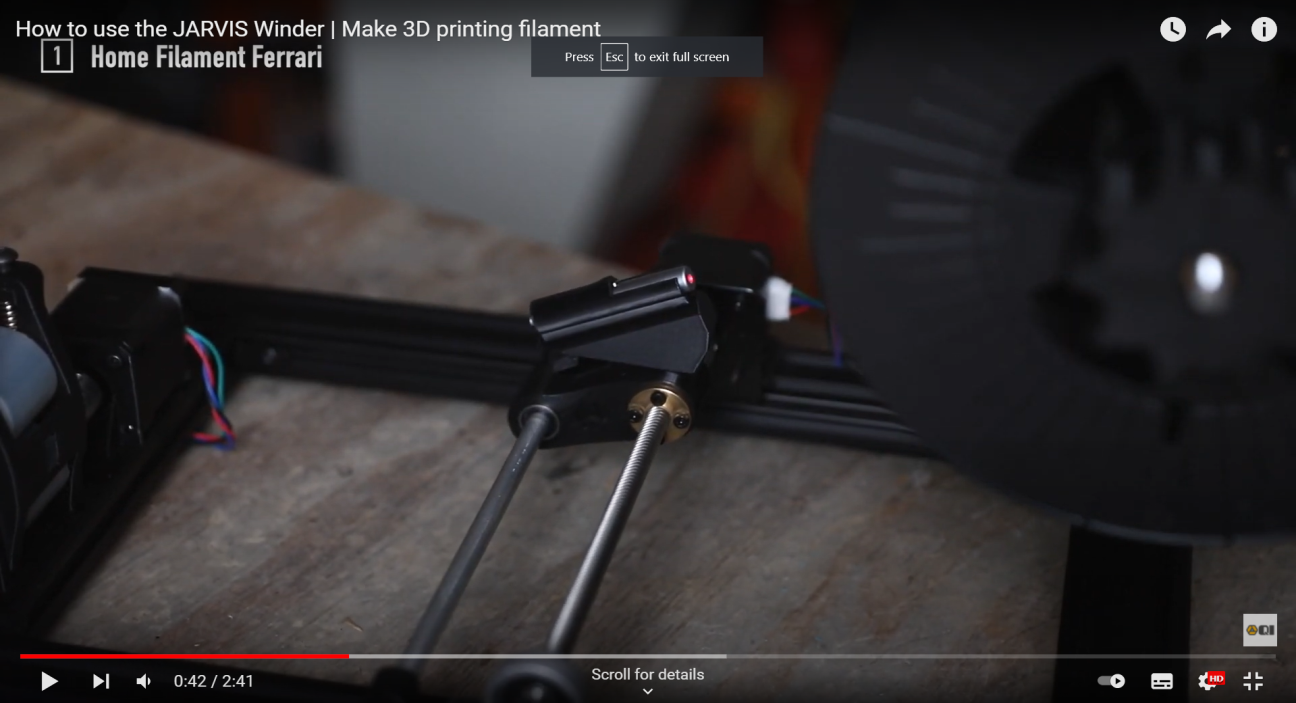 How to use the JARVIS Winder | Make 3D printing filament
1 Home Filament Ferrari
Press Esc to exit full screen
Scroll for details
0:42 / 2:41
HD